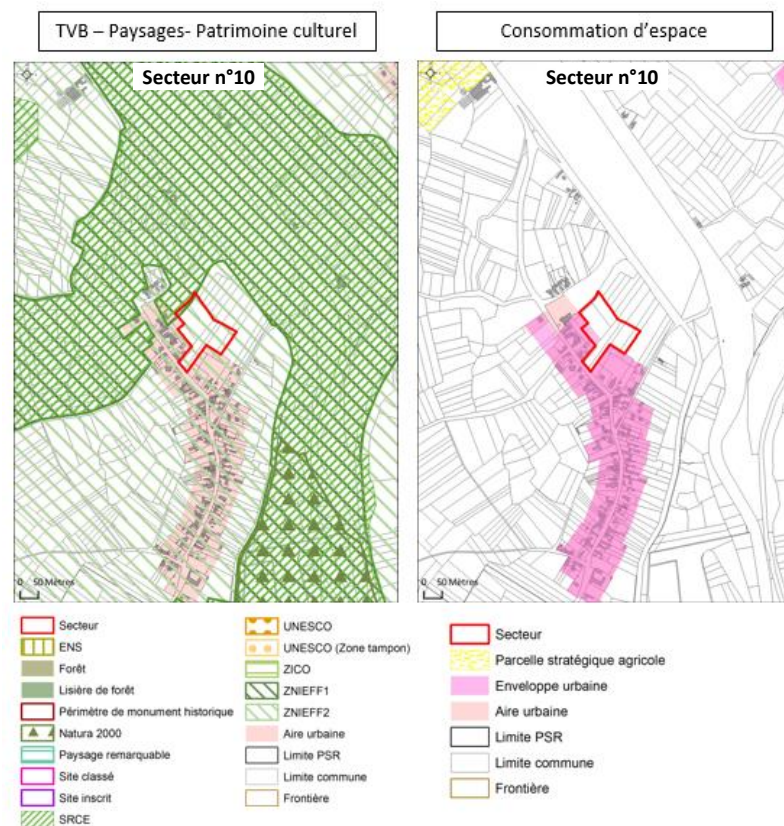 TVB – Paysages- Patrimoine culturel
Consommation d'espace
Secteur n°10
Secteur n°10
0 50 Mètres
0 50 Mètres
Secteur
ENS
Forêt
Lisière de forêt
Périmètre de monument historique
Natura 2000
Paysage remarquable
Site classé
Site inscrit
SRCE
UNESCO
UNESCO (Zone tampon)
ZICO
ZNIEFF1
ZNIEFF2
Aire urbaine
Limite PSR
Limite commune
Frontière
Secteur
Parcelle stratégique agricole
Enveloppe urbaine
Aire urbaine
Limite PSR
Limite commune
Frontière